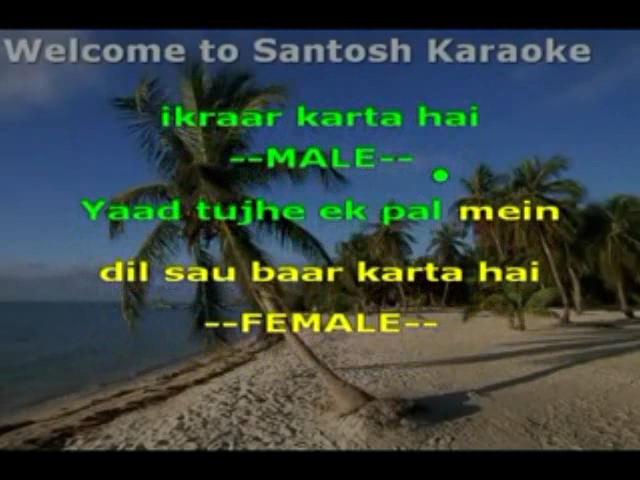 Welcome to Santosh Karaoke
ikraar karta hai
--MALE--
Yaad tujhe ek pal mein
dil sau baar karta hai
--FEMALE--